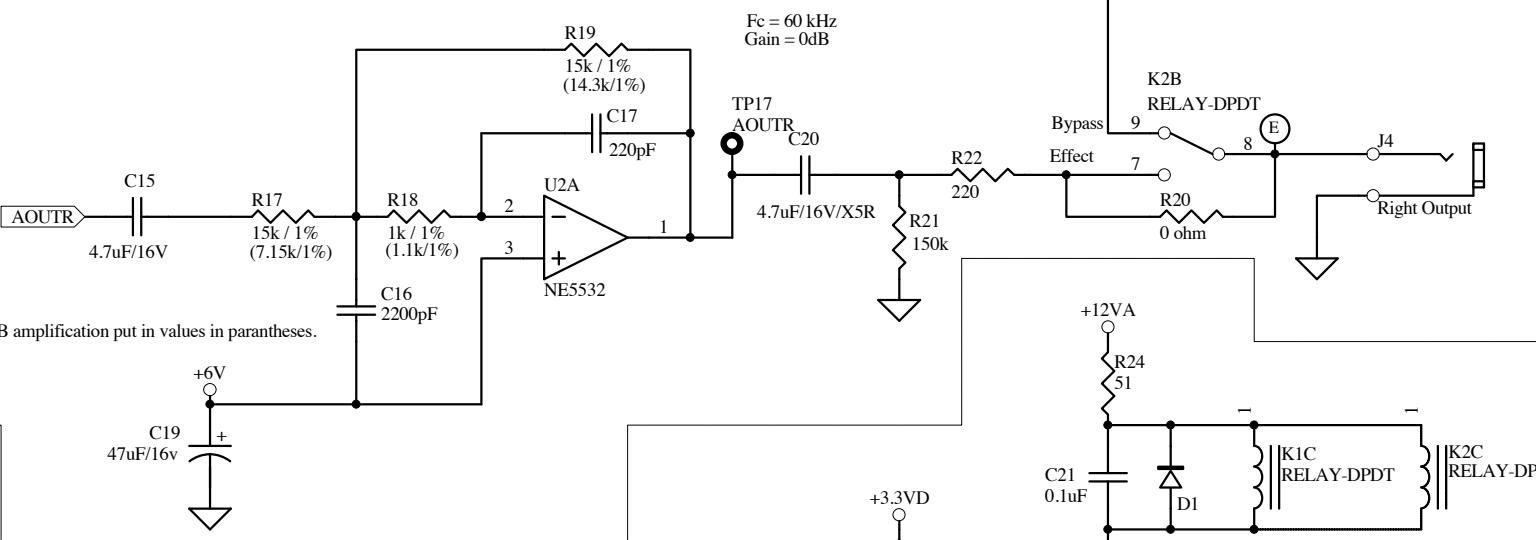 Fc = 60 kHz
Gain = 0dB
R19
15k / 1%
(14.3k/1%)
C17
220pF
TP17
AOUTR
C20
4.7uF/16V/X5R
K2B
RELAY-DPDT
Bypass
9
E
8
J4
Effect
7
R22
220
R20
0 ohm
Right Output
C15
4.7uF/16V
AOUTR
R17
15k / 1%
(7.15k/1%)
R18
1k / 1%
(1.1k/1%)
U2A
2
3
1
NE5532
R21
150k
C16
2200pF
B amplification put in values in parantheses.
+6V
C19
+
47uF/16v
+12VA
R24
51
1
1
C21
0.1uF
D1
K1C
RELAY-DPDT
K2C
RELAY-DP
+3.3VD